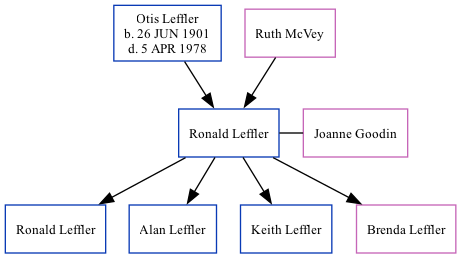 Otis Leffler
b. 26 JUN 1901
d. 5 APR 1978
Ruth McVey
Ronald Leffler
Joanne Goodin
Ronald Leffler
Alan Leffler
Keith Leffler
Brenda Leffler